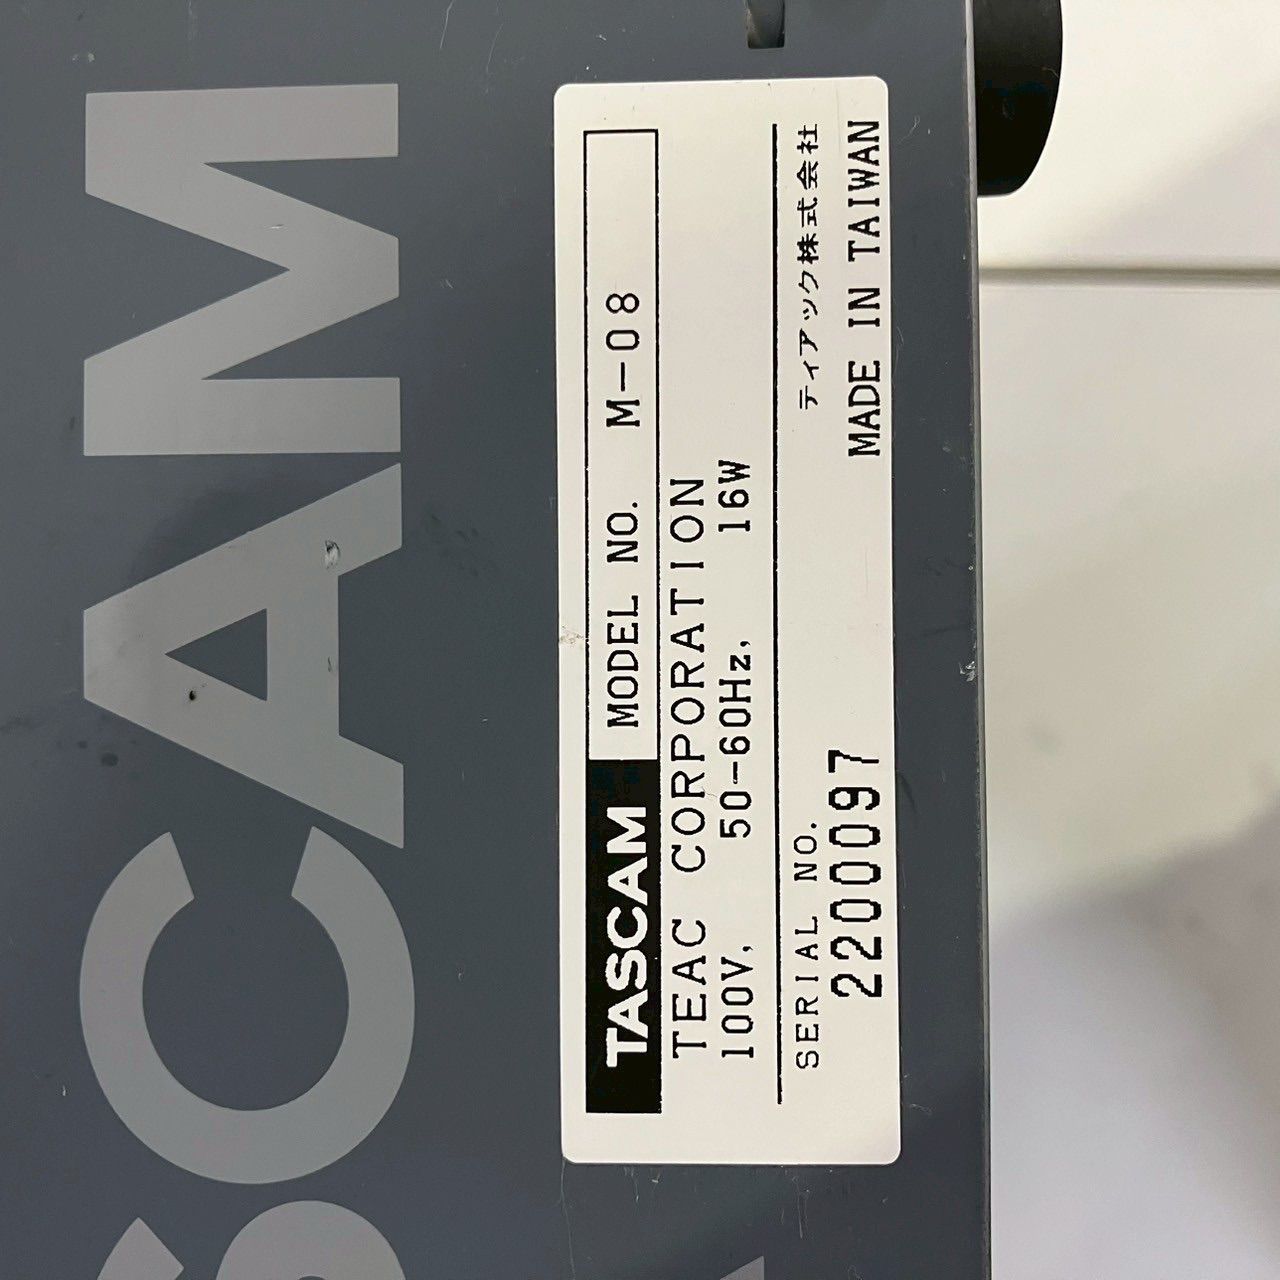 SCAM
TASCAM MODEL NO. M-08
TEAC CORPORATION
100V, 50-60Hz, 16W
SERIAL NO. ティアック株式会社
2200097 MADE IN TAIWAN